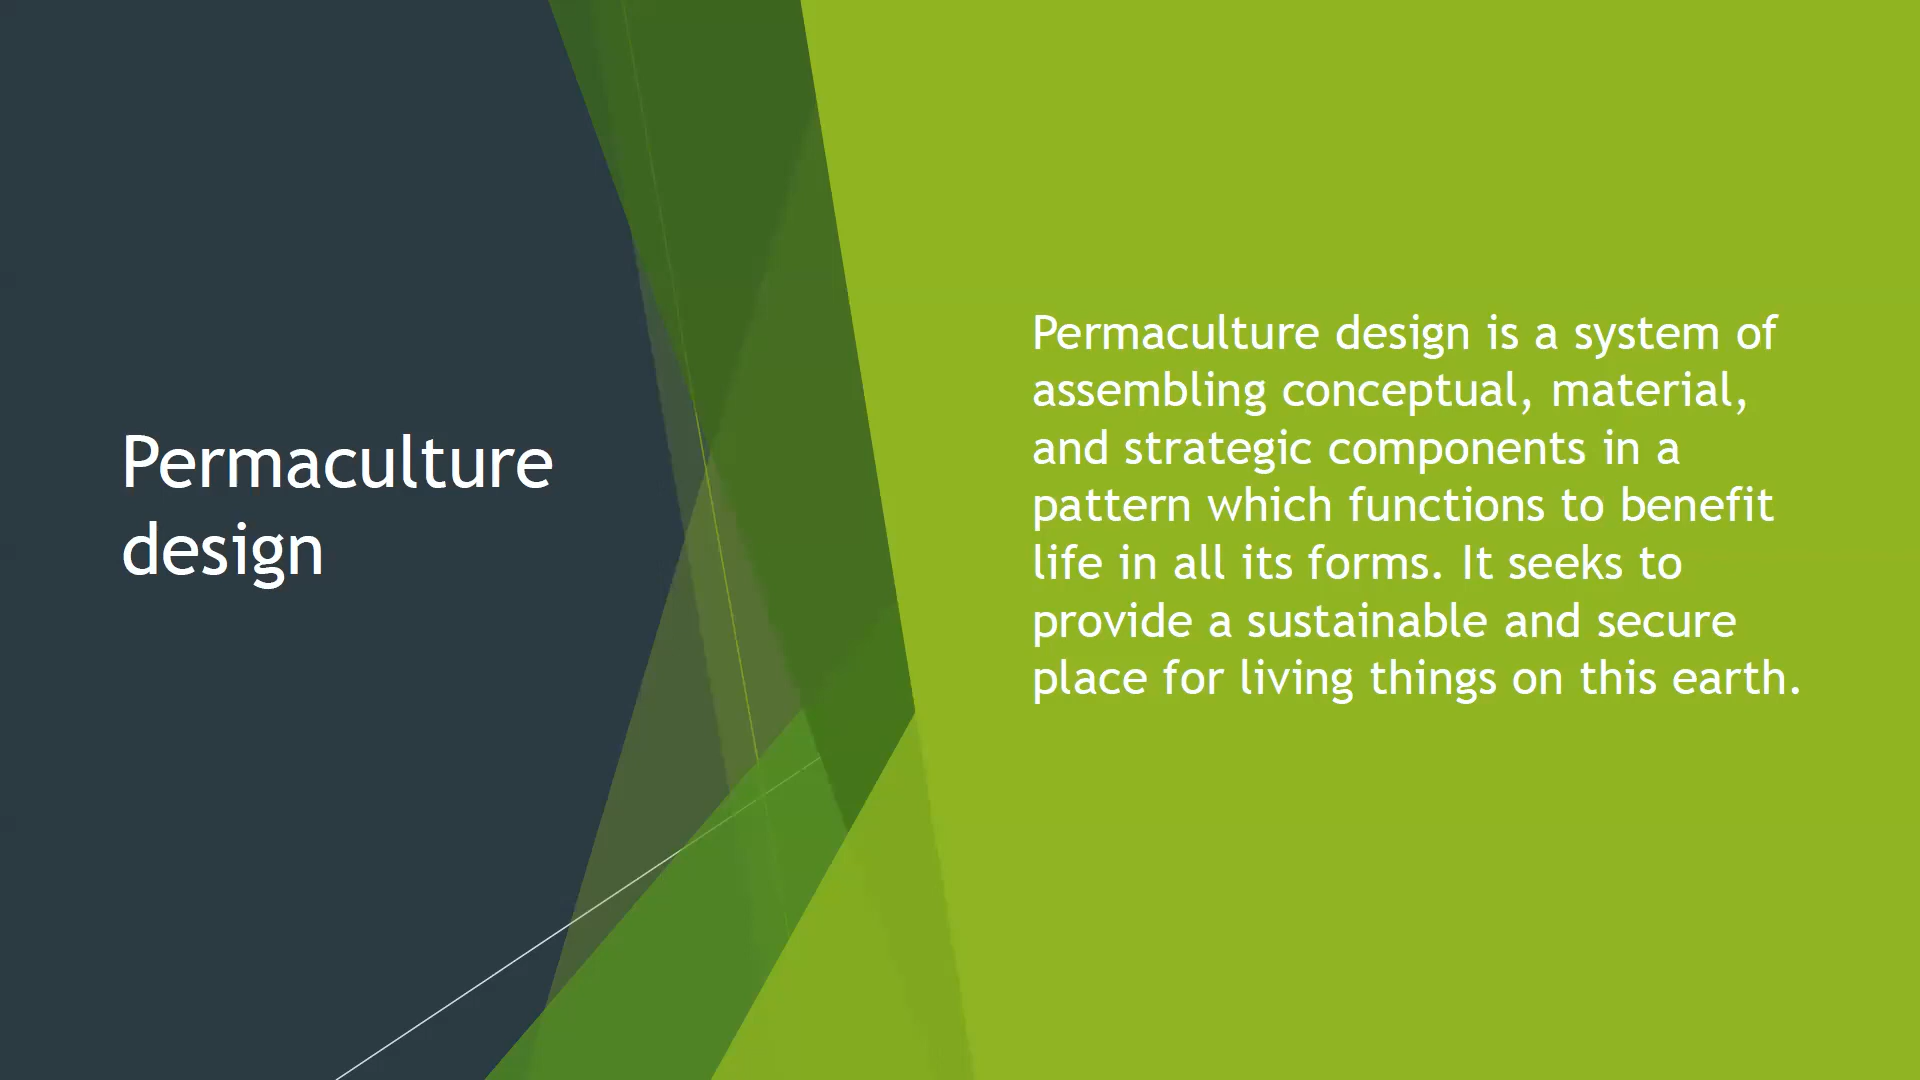 Permaculture
design
Permaculture design is a system of
assembling conceptual, material,
and strategic components in a
pattern which functions to benefit
life in all its forms. It seeks to
provide a sustainable and secure
place for living things on this earth.